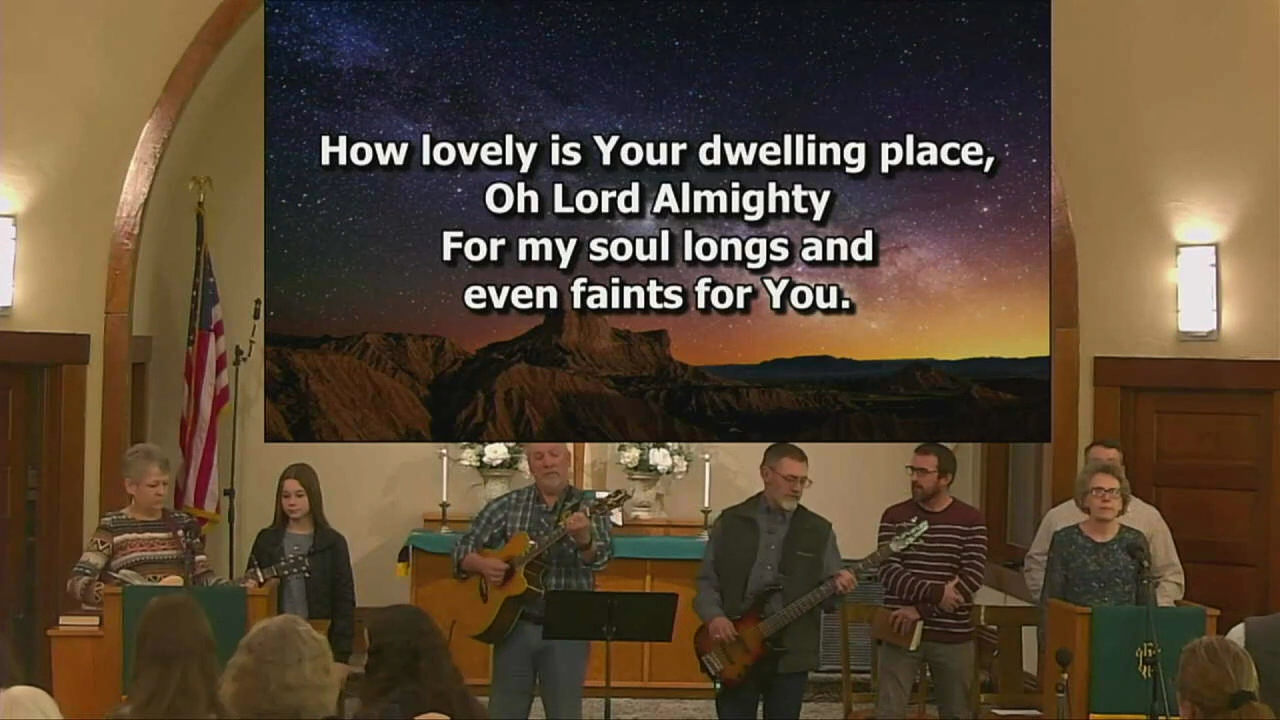 How lovely is Your dwelling place,
Oh Lord Almighty
For my soul longs and
even faints for You.